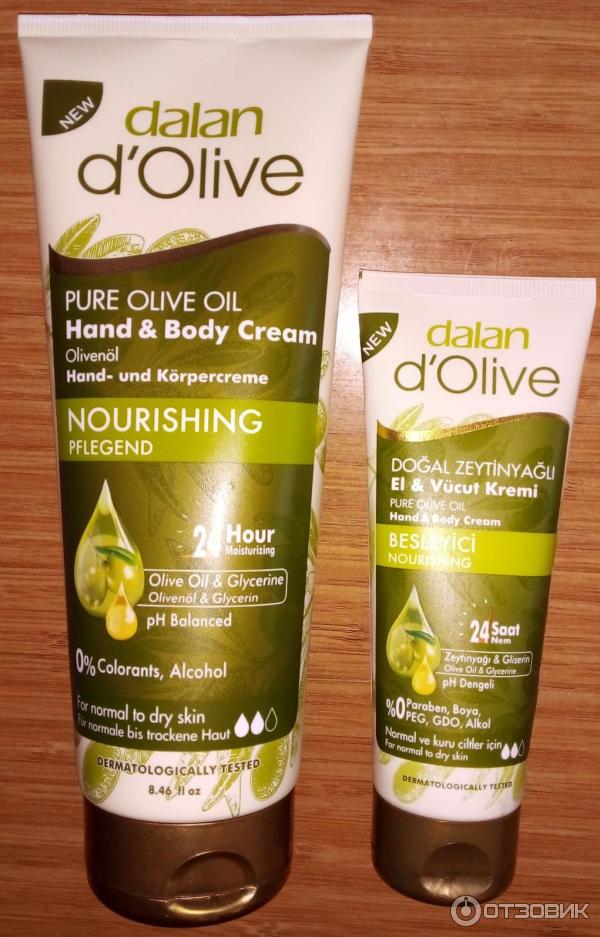 NEW
dalan
d'Olive
PURE OLIVE OIL
Hand & Body Cream
Olivenöl
Hand- und Körpercreme
NOURISHING
PFLEGEND
24 Hour
Moisturizing
Olive Oil & Glycerine
Olivenöl & Glycerin
pH Balanced
0% Colorants, Alcohol
For normal to dry skin
Für normale bis trockene Haut
DERMATOLOGICALLY TESTED
8.46 fl oz
NEW
dalan
d'Olive
DOĞAL ZEYTİNYAĞLI
El & Vücut Kremi
PURE OLIVE OIL
Hand & Body Cream
BESLEYİCİ
NOURISHING
24 Saat
Nem
Zeytinyağı & Gliserin
Olive Oil & Glycerine
pH Dengeli
%0 Paraben, Boya,
PEG, GDO, Alkol
Normal ve kuru ciltler için
For normal to dry skin
DERMATOLOGICALLY TESTED
ОТЗОВИК